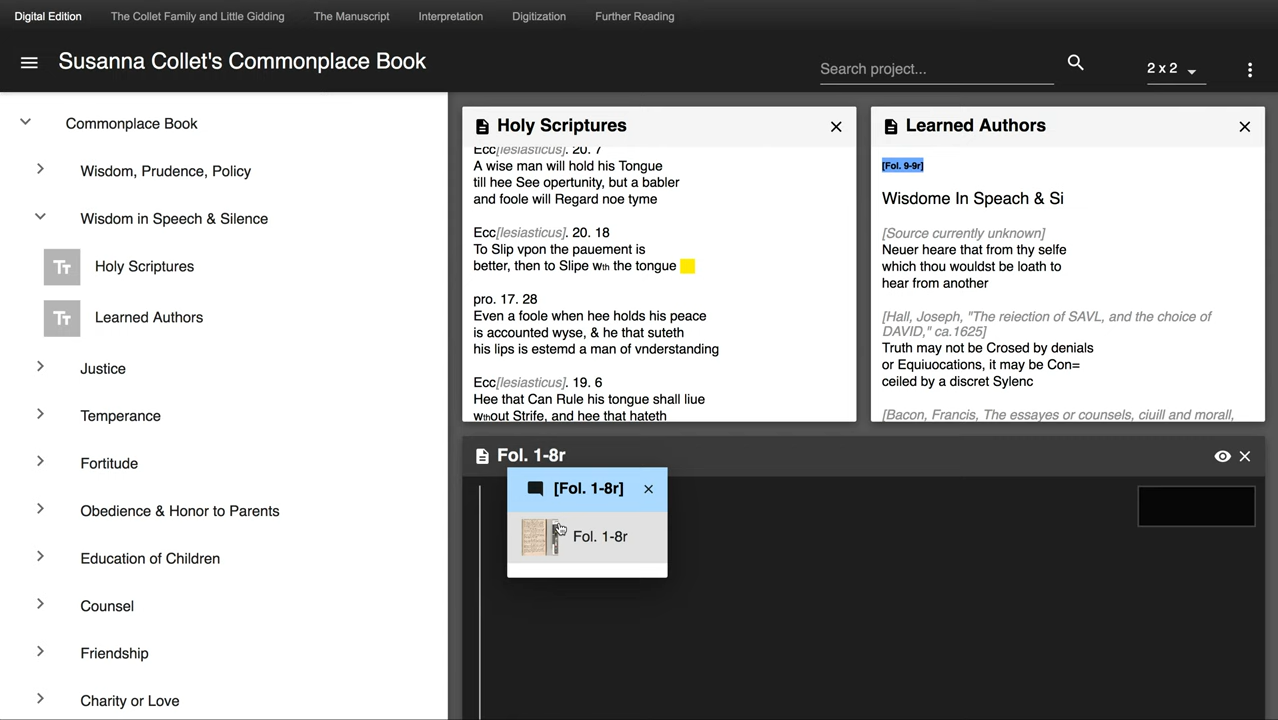 Digital Edition The Collet Family and Little Gidding The Manuscript Interpretation Digitization Further Reading
Susanna Collet's Commonplace Book
Search project...
2 x 2
Commonplace Book
Wisdom, Prudence, Policy
Wisdom in Speech & Silence
Tт Holy Scriptures
Tт Learned Authors
Justice
Temperance
Fortitude
Obedience & Honor to Parents
Education of Children
Counsel
Friendship
Charity or Love
Holy Scriptures
Ecc[lesiasticus]. 20. 7
A wise man will hold his Tongue
till hee See opertunity, but a babler
and foole will Regard noe tyme
Ecc[lesiasticus]. 20. 18
To Slip vpon the pauement is
better, then to Slipe wth the tongue
pro. 17. 28
Even a foole when hee holds his peace
is accounted wyse, & he that suteth
his lips is estemd a man of vnderstanding
Ecc[lesiasticus]. 19. 6
Hee that Can Rule his tongue shall liue
wthout Strife, and hee that hateth
Learned Authors
[Fol. 9-9r]
Wisdome In Speach & Si
[Source currently unknown]
Neuer heare that from thy selfe
which thou wouldst be loath to
hear from another
[Hall, Joseph, "The reiection of SAVL, and the choice of
DAVID," ca.1625]
Truth may not be Crosed by denials
or Equiuocations, it may be Con=
ceiled by a discret Sylenc
[Bacon, Francis, The essayes or counsels, ciuill and morall,
Fol. 1-8r
[Fol. 1-8r]
Fol. 1-8r